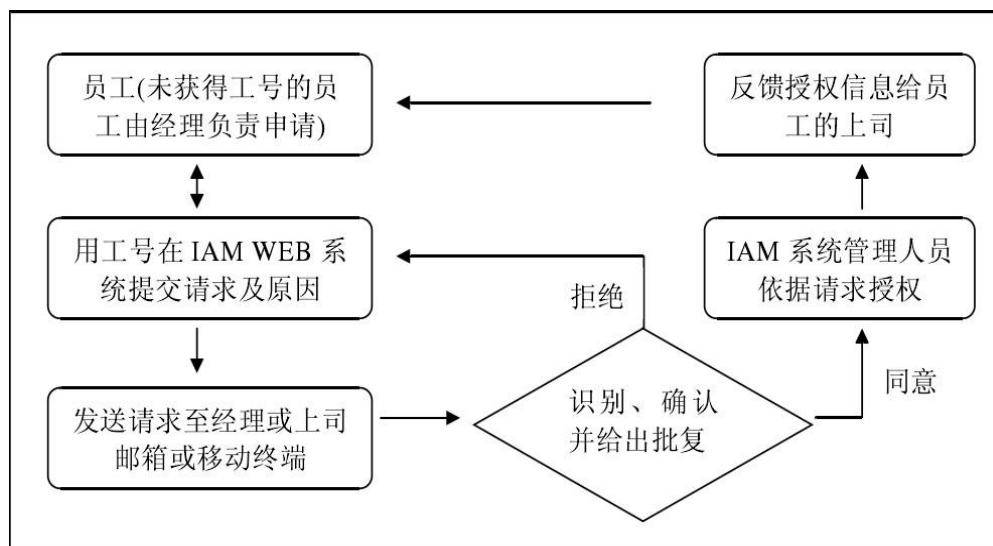 员工(未获得工号的员
工由经理负责申请)
反馈授权信息给员
工的上司
用工号在 IAM WEB 系
统提交请求及原因
IAM 系统管理人员
依据请求授权
拒绝
同意
发送请求至经理或上司
邮箱或移动终端
识别、确认
并给出批复